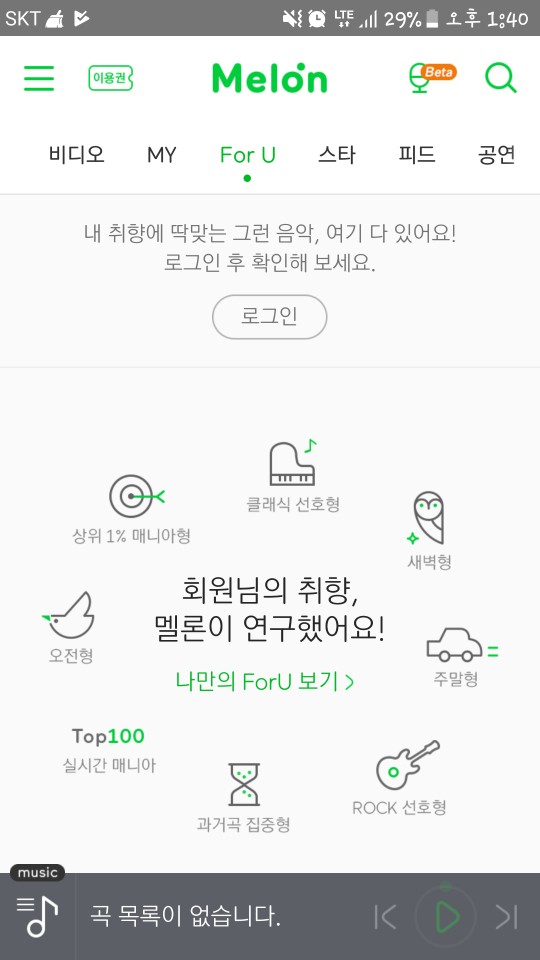 SKT LTE 29% 오후 1:40
이용권 Melon Beta
비디오 MY For U 스타 피드 공연
내 취향에 딱맞는 그런 음악, 여기 다 있어요!
로그인 후 확인해 보세요.
로그인
클래식 선호형
상위 1% 매니아형
새벽형
회원님의 취향,
멜론이 연구했어요!
오전형
주말형
나만의 ForU 보기
Top100
실시간 매니아
ROCK 선호형
과거곡 집중형
music
곡 목록이 없습니다.